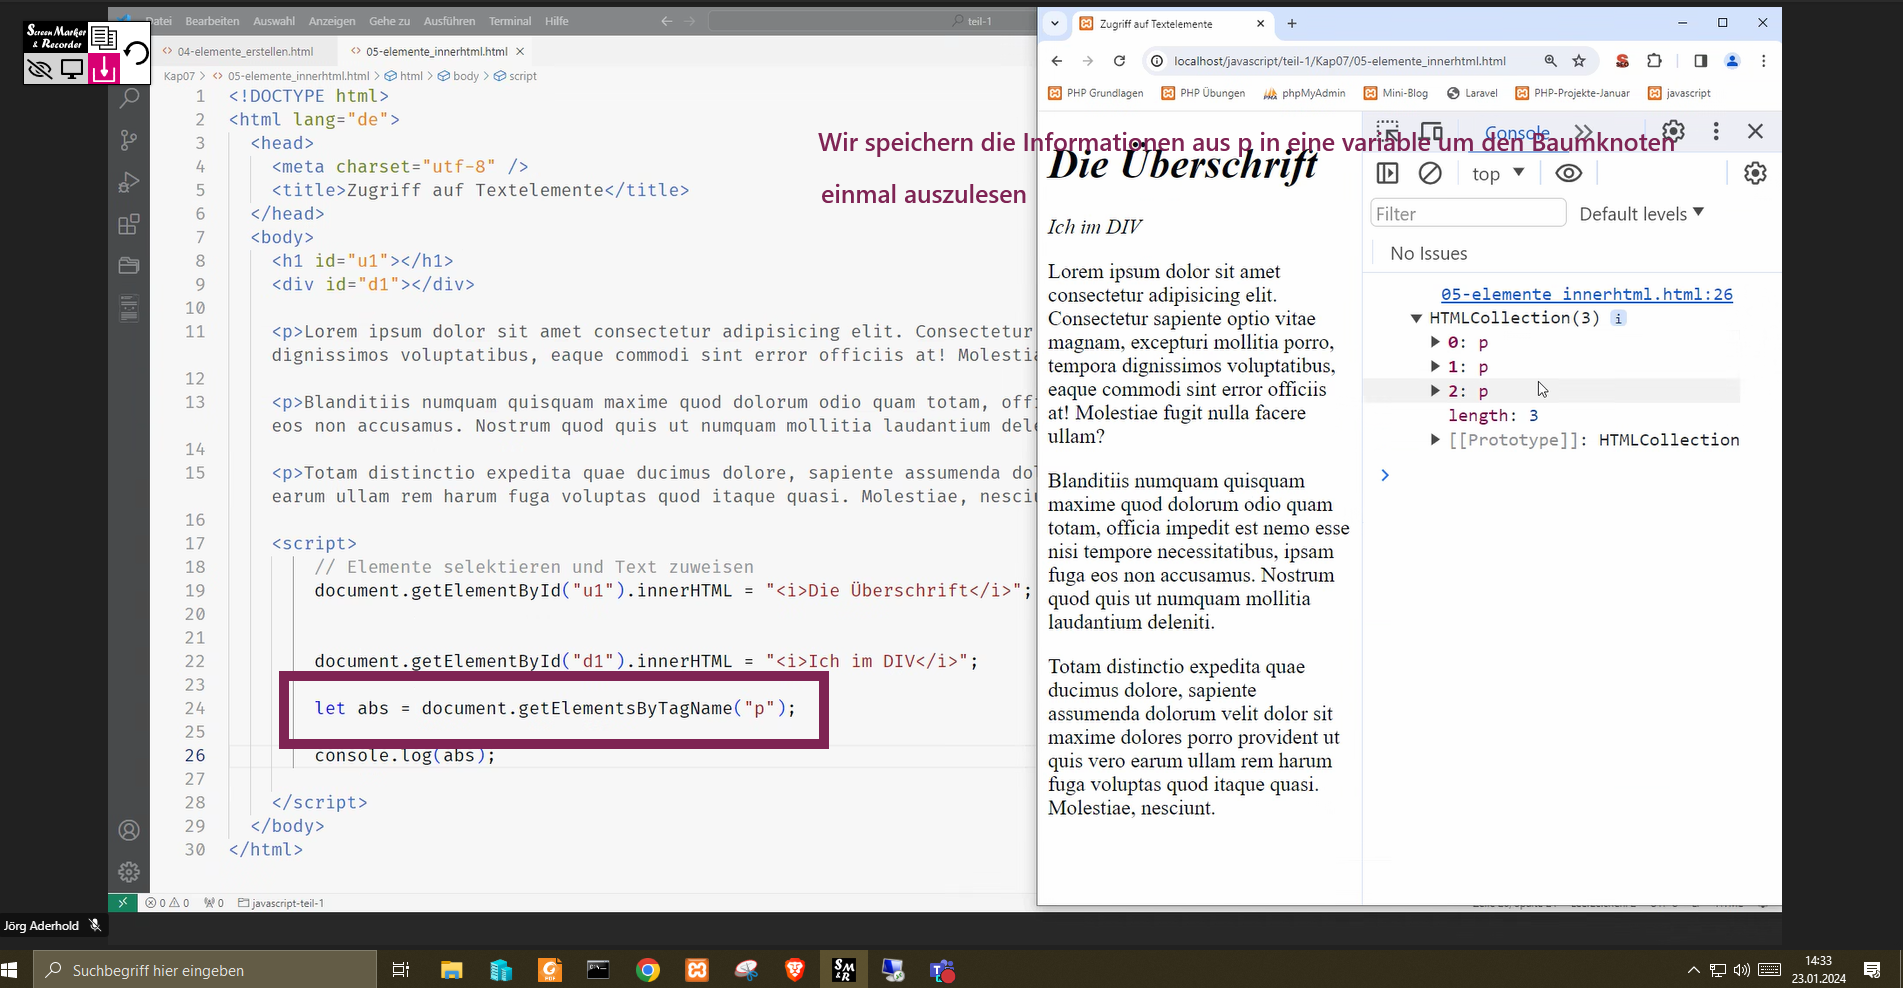 Screen Marker
& Recorder
Datei Bearbeiten Auswahl Anzeigen Gehe zu Ausführen Terminal Hilfe
teil-1
04-elemente_erstellen.html
05-elemente_innerhtml.html
Kap07 > 05-elemente_innerhtml.html > html > body > script
1 <!DOCTYPE html>
2 <html lang="de">
3 <head>
4 <meta charset="utf-8" />
5 <title>Zugriff auf Textelemente</title>
6 </head>
7 <body>
8 <h1 id="u1"></h1>
9 <div id="d1"></div>
10
11 <p>Lorem ipsum dolor sit amet consectetur adipisicing elit. Consectetur
dignissimos voluptatibus, eaque commodi sint error officiis at! Molestia
12
13 <p>Blanditiis numquam quisquam maxime quod dolorum odio quam totam, off
eos non accusamus. Nostrum quod quis ut numquam mollitia laudantium dele
14
15 <p>Totam distinctio expedita quae ducimus dolore, sapiente assumenda do
earum ullam rem harum fuga voluptas quod itaque quasi. Molestiae, nesciu
16
17 <script>
18 // Elemente selektieren und Text zuweisen
19 document.getElementById("u1").innerHTML = "<i>Die Überschrift</i>";
20
21
22 document.getElementById("d1").innerHTML = "<i>Ich im DIV</i>";
23
24 let abs = document.getElementsByTagName("p");
25
26 console.log(abs);
27
28 </script>
29 </body>
30 </html>
0 0 0 javascript-teil-1
Zugriff auf Textelemente
localhost/javascript/teil-1/Kap07/05-elemente_innerhtml.html
PHP Grundlagen PHP Übungen phpMyAdmin Mini-Blog Laravel PHP-Projekte-Januar javascript
Wir speichern die Informationen aus p in eine variable um den Baumknoten
einmal auszulesen
Die Überschrift
Ich im DIV
Lorem ipsum dolor sit amet
consectetur adipisicing elit.
Consectetur sapiente optio vitae
magnam, excepturi mollitia porro,
tempora dignissimos voluptatibus,
eaque commodi sint error officiis
at! Molestiae fugit nulla facere
ullam?
Blanditiis numquam quisquam
maxime quod dolorum odio quam
totam, officia impedit est nemo esse
nisi tempore necessitatibus, ipsam
fuga eos non accusamus. Nostrum
quod quis ut numquam mollitia
laudantium deleniti.
Totam distinctio expedita quae
ducimus dolore, sapiente
assumenda dolorum velit dolor sit
maxime dolores porro provident ut
quis vero earum ullam rem harum
fuga voluptas quod itaque quasi.
Molestiae, nesciunt.
Console
top
Filter
Default levels
No Issues
05-elemente_innerhtml.html:26
HTMLCollection(3) i
0: p
1: p
2: p
length: 3
[[Prototype]]: HTMLCollection
Jörg Aderhold
Suchbegriff hier eingeben
14:33
23.01.2024